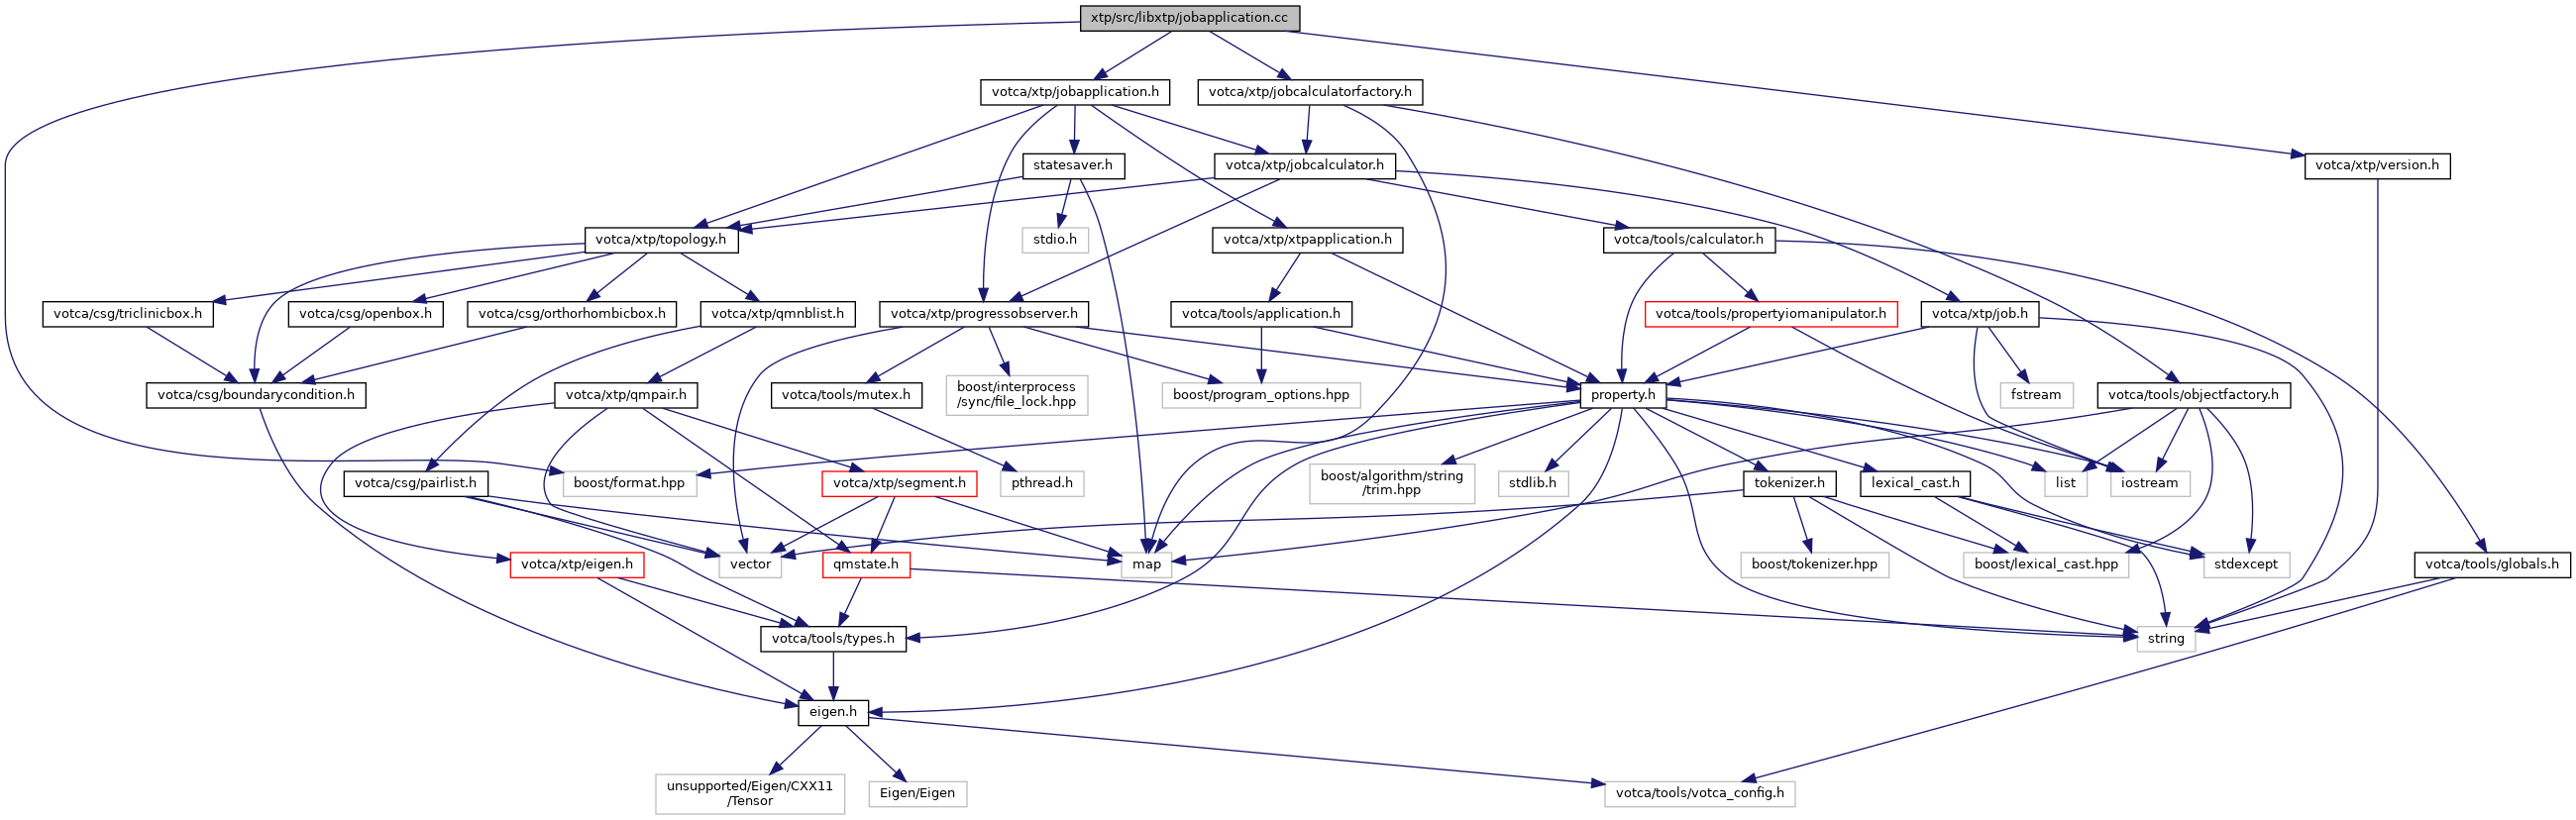 xtp/src/libxtp/jobapplication.cc
votca/xtp/jobapplication.h
votca/xtp/jobcalculatorfactory.h
statesaver.h
votca/xtp/jobcalculator.h
votca/xtp/version.h
votca/xtp/topology.h
stdio.h
votca/xtp/xtpapplication.h
votca/tools/calculator.h
votca/csg/triclinicbox.h
votca/csg/openbox.h
votca/csg/orthorhombicbox.h
votca/xtp/qmnblist.h
votca/xtp/progressobserver.h
votca/tools/application.h
votca/tools/propertyiomanipulator.h
votca/xtp/job.h
votca/csg/boundarycondition.h
votca/xtp/qmpair.h
votca/tools/mutex.h
boost/interprocess
/sync/file_lock.hpp
boost/program_options.hpp
property.h
fstream
votca/tools/objectfactory.h
votca/csg/pairlist.h
boost/format.hpp
votca/xtp/segment.h
pthread.h
boost/algorithm/string
/trim.hpp
stdlib.h
tokenizer.h
lexical_cast.h
list
iostream
votca/xtp/eigen.h
vector
qmstate.h
map
boost/tokenizer.hpp
boost/lexical_cast.hpp
stdexcept
votca/tools/globals.h
votca/tools/types.h
string
eigen.h
unsupported/Eigen/CXX11
/Tensor
Eigen/Eigen
votca/tools/votca_config.h